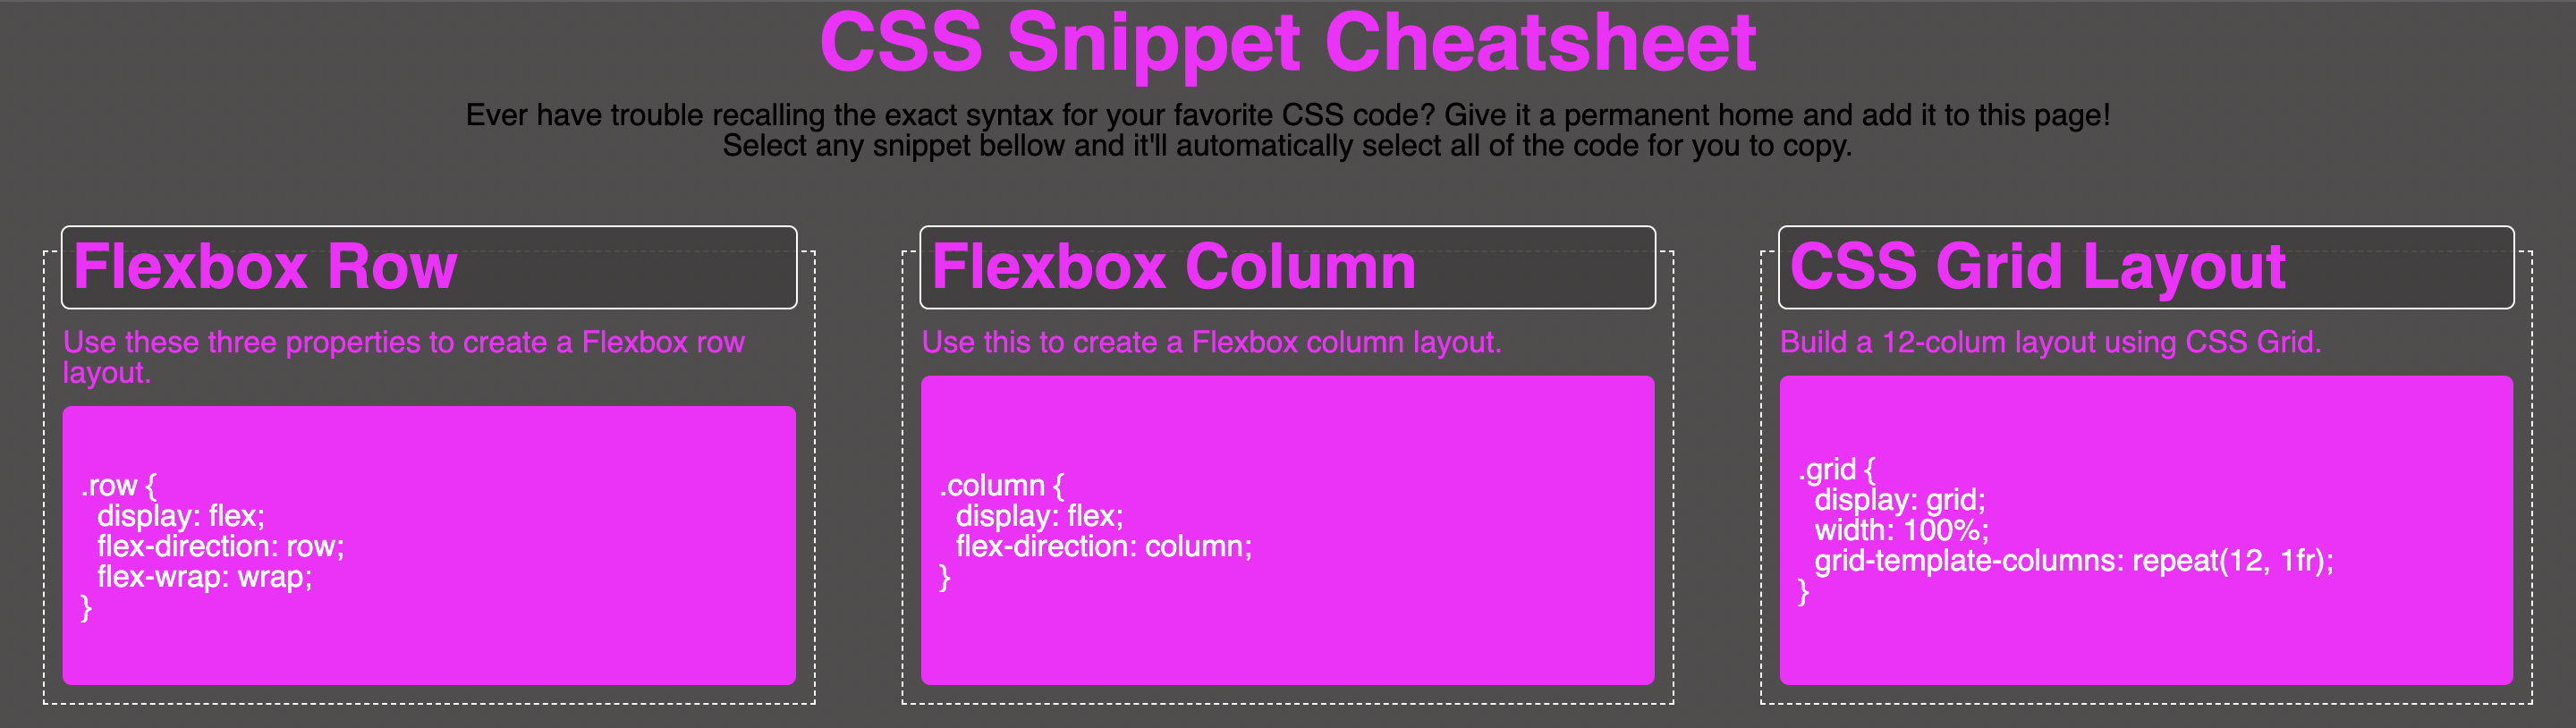 CSS Snippet Cheatsheet
Ever have trouble recalling the exact syntax for your favorite CSS code? Give it a permanent home and add it to this page!
Select any snippet bellow and it'll automatically select all of the code for you to copy.
Flexbox Row
Use these three properties to create a Flexbox row
layout.
.row {
  display: flex;
  flex-direction: row;
  flex-wrap: wrap;
}
Flexbox Column
Use this to create a Flexbox column layout.
.column {
  display: flex;
  flex-direction: column;
}
CSS Grid Layout
Build a 12-colum layout using CSS Grid.
.grid {
  display: grid;
  width: 100%;
  grid-template-columns: repeat(12, 1fr);
}